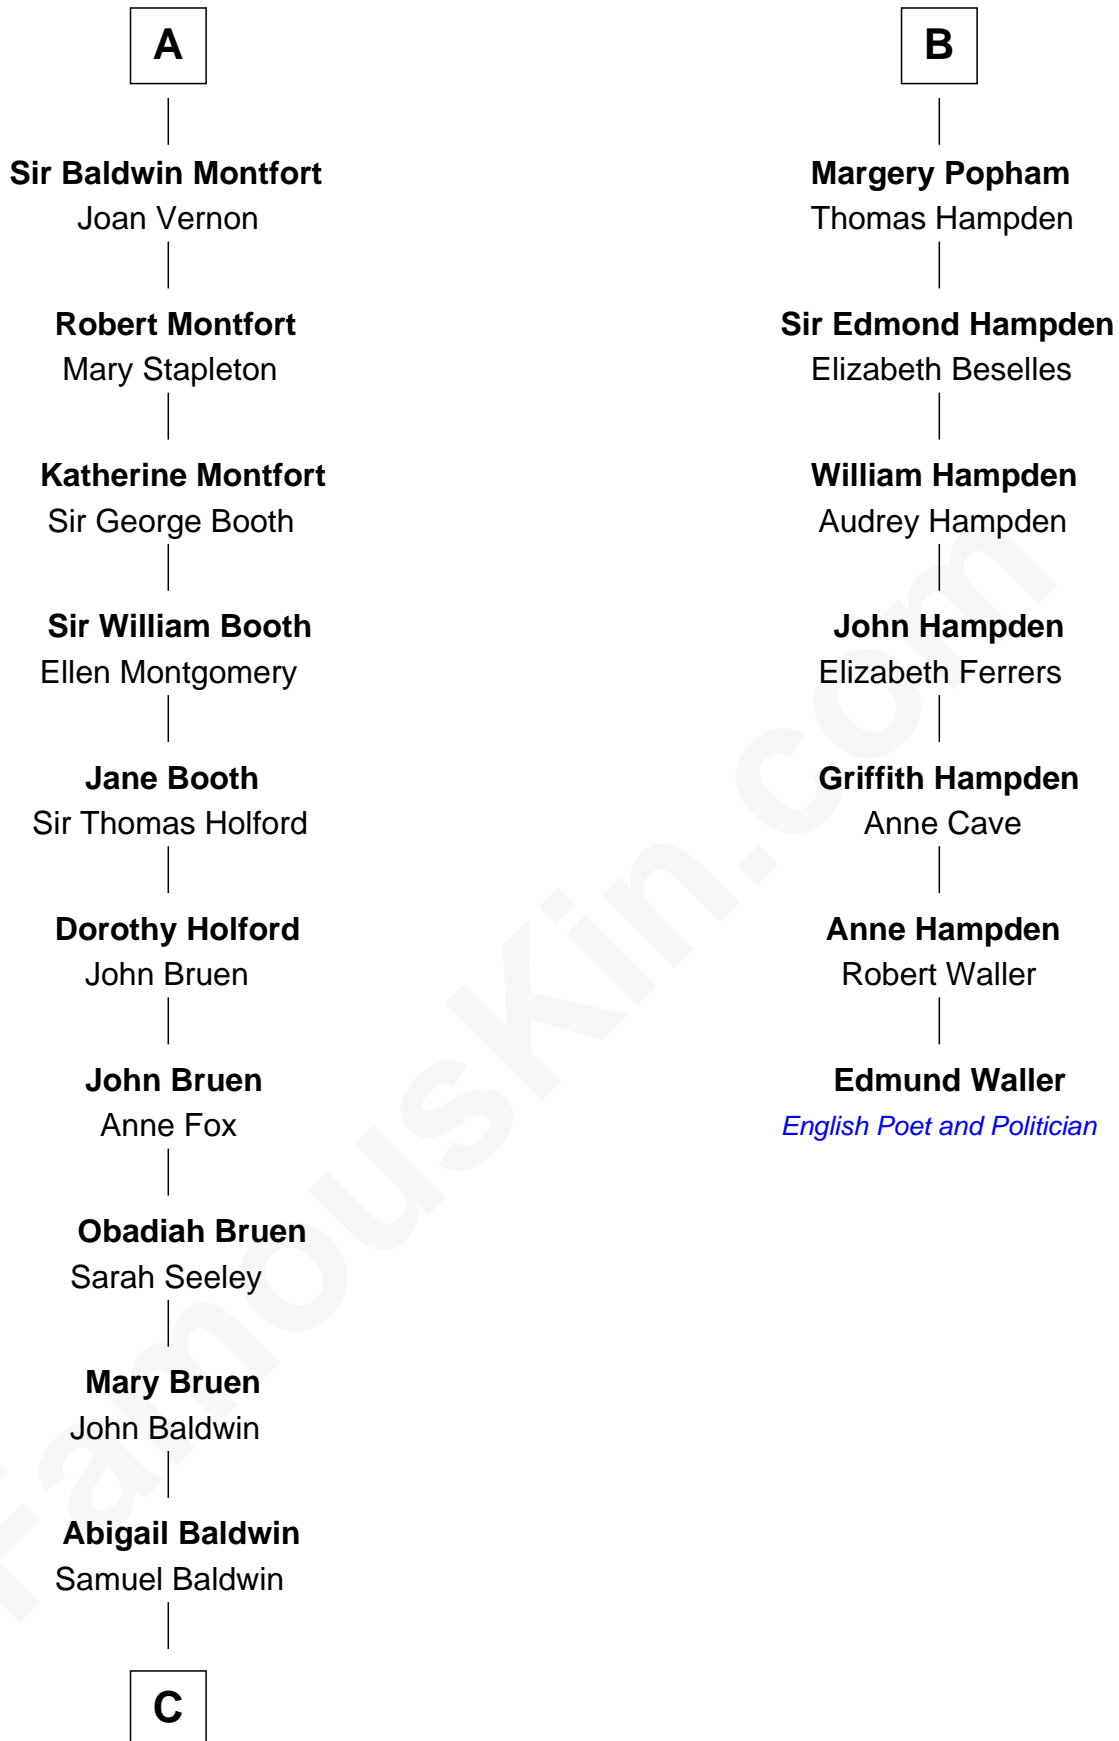 A
Sir Baldwin Montfort
Joan Vernon
Robert Montfort
Mary Stapleton
Katherine Montfort
Sir George Booth
Sir William Booth
Ellen Montgomery
Jane Booth
Sir Thomas Holford
Dorothy Holford
John Bruen
John Bruen
Anne Fox
Obadiah Bruen
Sarah Seeley
Mary Bruen
John Baldwin
Abigail Baldwin
Samuel Baldwin
C
B
Margery Popham
Thomas Hampden
Sir Edmond Hampden
Elizabeth Beselles
William Hampden
Audrey Hampden
John Hampden
Elizabeth Ferrers
Griffith Hampden
Anne Cave
Anne Hampden
Robert Waller
Edmund Waller
English Poet and Politician
FamousKin.com